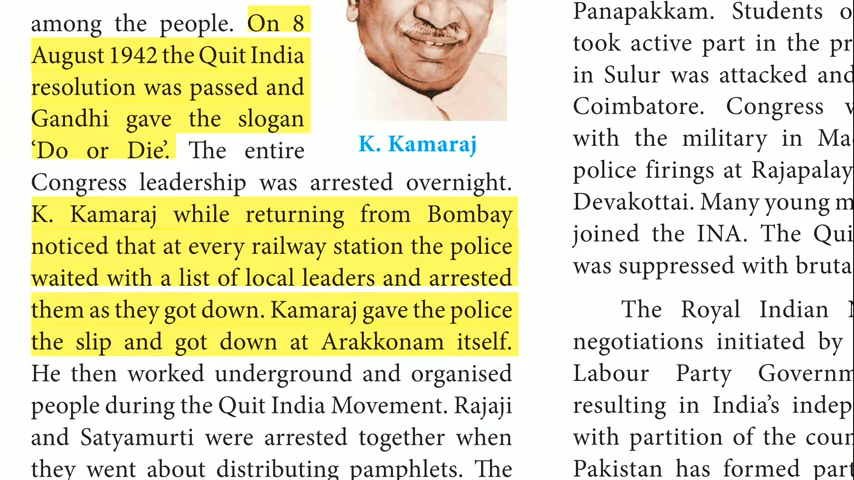 among the people. On 8
August 1942 the Quit India
resolution was passed and
Gandhi gave the slogan
‘Do or Die’. The entire
K. Kamaraj
Congress leadership was arrested overnight.
K. Kamaraj while returning from Bombay
noticed that at every railway station the police
waited with a list of local leaders and arrested
them as they got down. Kamaraj gave the police
the slip and got down at Arakkonam itself.
He then worked underground and organised
people during the Quit India Movement. Rajaji
and Satyamurti were arrested together when
they went about distributing pamphlets. The
Panapakkam. Students
took active part in the
in Sulur was attacked and
Coimbatore. Congress
with the military in
police firings at
Devakottai. Many young
joined the INA. The
was suppressed with
The Royal Indian
negotiations initiated by
Labour Party
resulting in India’s
with partition of the
Pakistan has formed